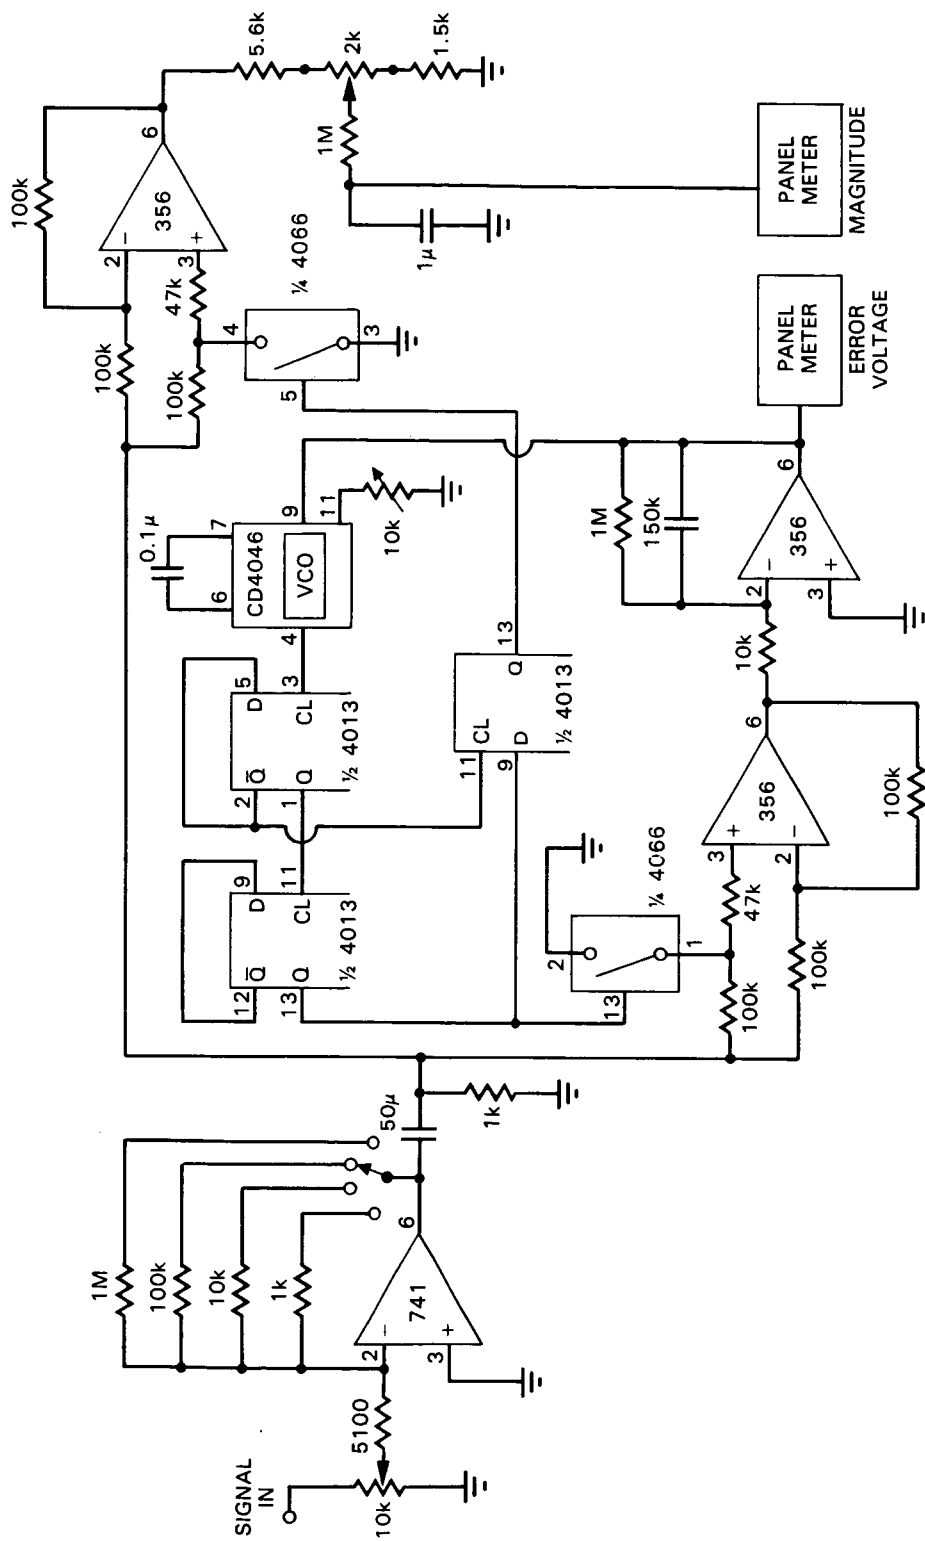 SIGNAL
IN
10k
5100
1M
100k
10k
1k
2
3
741
6
50μ
1k
12
Q̅
D
9
13
Q
CL
11
½ 4013
2
Q̅
D
5
1
Q
CL
3
½ 4013
0.1μ
6
7
CD4046
VCO
4
9
11
10k
11
CL
D
9
Q
13
½ 4013
100k
100k
2
6
356
100k
47k
3
4
¼ 4066
5
3
5.6k
2k
1.5k
1M
1μ
PANEL
METER
MAGNITUDE
2
¼ 4066
13
1
100k
47k
3
356
6
100k
2
100k
10k
1M
150k
2
356
6
3
PANEL
METER
ERROR
VOLTAGE